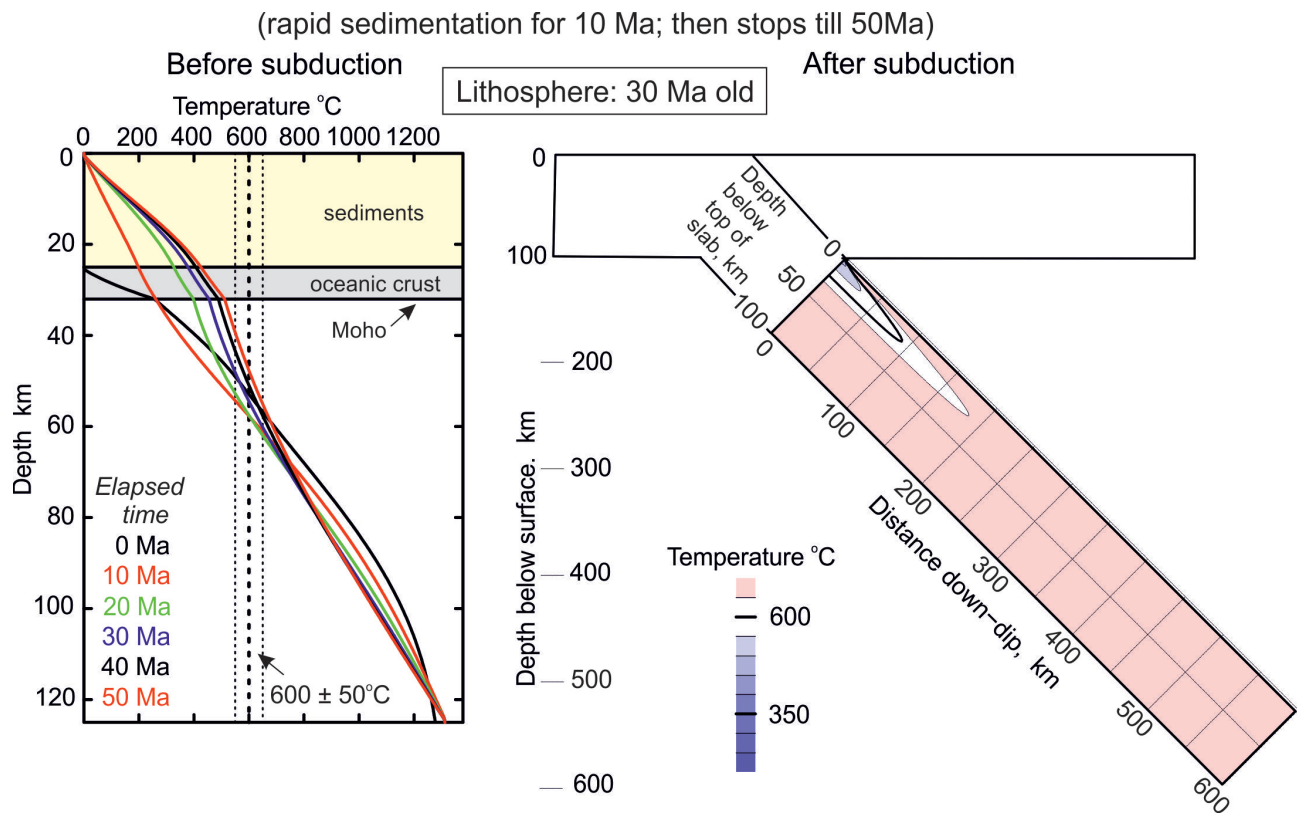 (rapid sedimentation for 10 Ma; then stops till 50Ma)
Before subduction
After subduction
Lithosphere: 30 Ma old
Temperature °C
0 200 400 600 800 1000 1200
0
20
40
60
80
100
120
Depth km
sediments
oceanic crust
Moho
Elapsed
time
0 Ma
10 Ma
20 Ma
30 Ma
40 Ma
50 Ma
600 ± 50°C
0
100
200
300
400
500
600
Depth below surface. km
Depth
below
top of
slab, km
0
50
100
0
100
200
300
400
500
600
Distance down-dip, km
Temperature °C
600
350